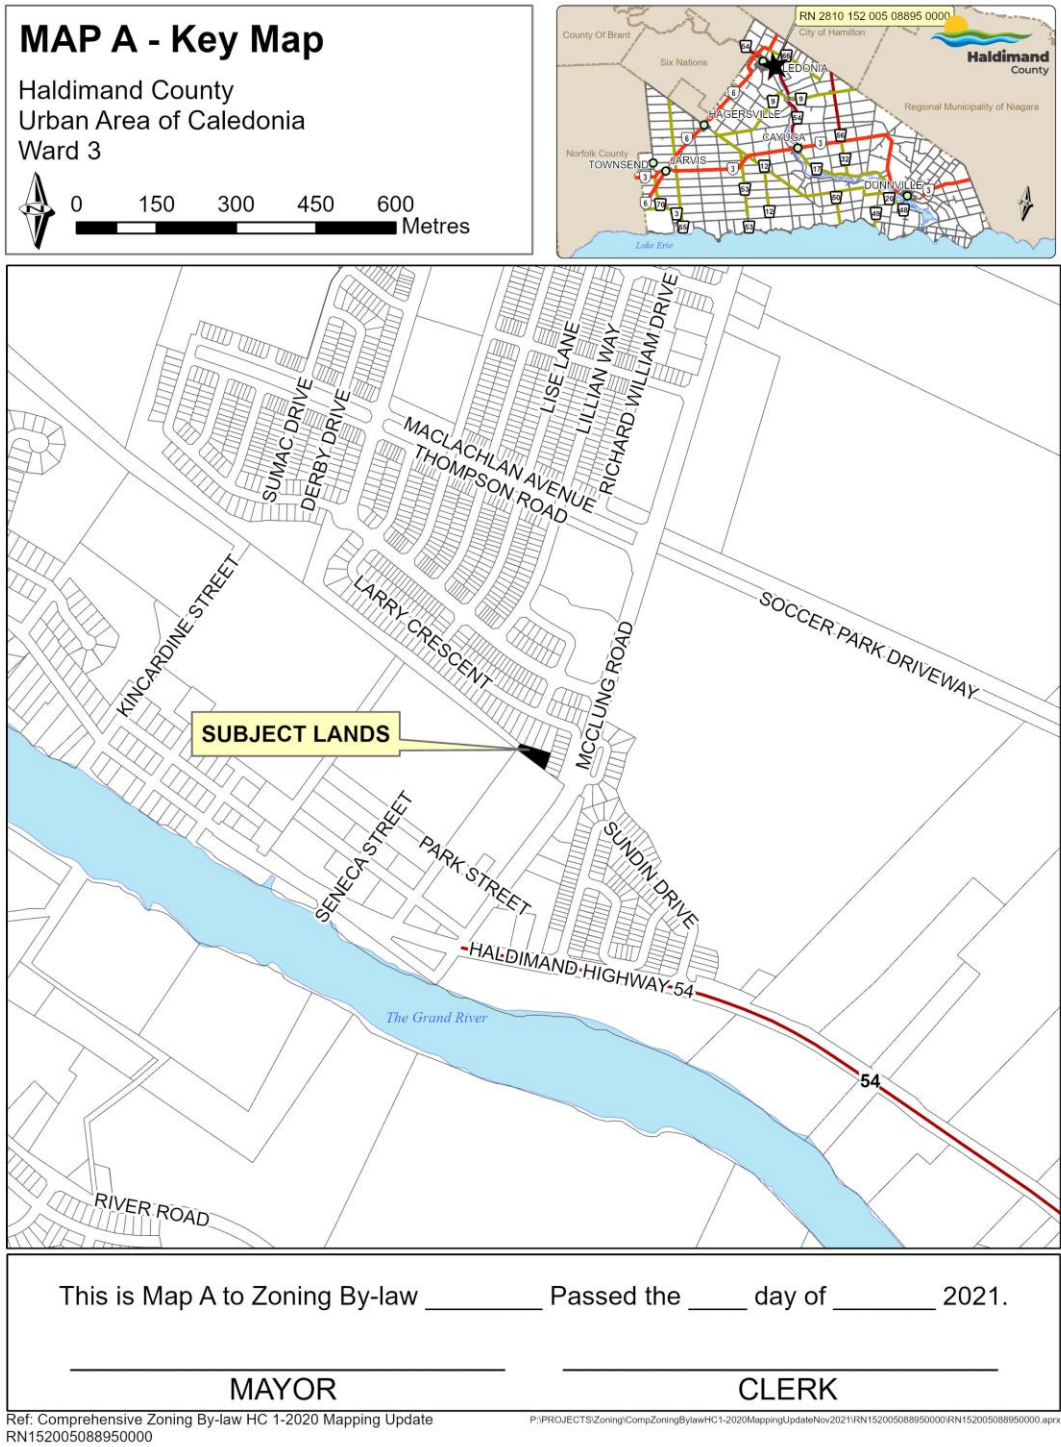 MAP A - Key Map
Haldimand County
Urban Area of Caledonia
Ward 3
0 150 300 450 600
Metres
N
RN 2810 152 005 08895 0000
County Of Brant
City of Hamilton
Six Nations
Haldimand
County
LEDONIA
Regional Municipality of Niagara
HAGERSVILLE
CAYUGA
Norfolk County
TOWNSEND
JARVIS
DUNNVILLE
Lake Erie
LISE LANE
LILLIAN WAY
RICHARD WILLIAM DRIVE
SUMAC DRIVE
DERBY DRIVE
MACLACHLAN AVENUE
THOMPSON ROAD
KINCARDINE STREET
LARRY CRESCENT
MCCLUNG ROAD
SOCCER PARK DRIVEWAY
SUBJECT LANDS
SENECA STREET
PARK STREET
SUNDIN DRIVE
HALDIMAND HIGHWAY 54
The Grand River
54
RIVER ROAD
This is Map A to Zoning By-law ________ Passed the ____ day of _______ 2021.
MAYOR
CLERK
Ref: Comprehensive Zoning By-law HC 1-2020 Mapping Update
RN152005088950000
P:\PROJECTS\Zoning\CompZoningBylawHC1-2020MappingUpdateNov2021\RN152005088950000\RN152005088950000.aprx